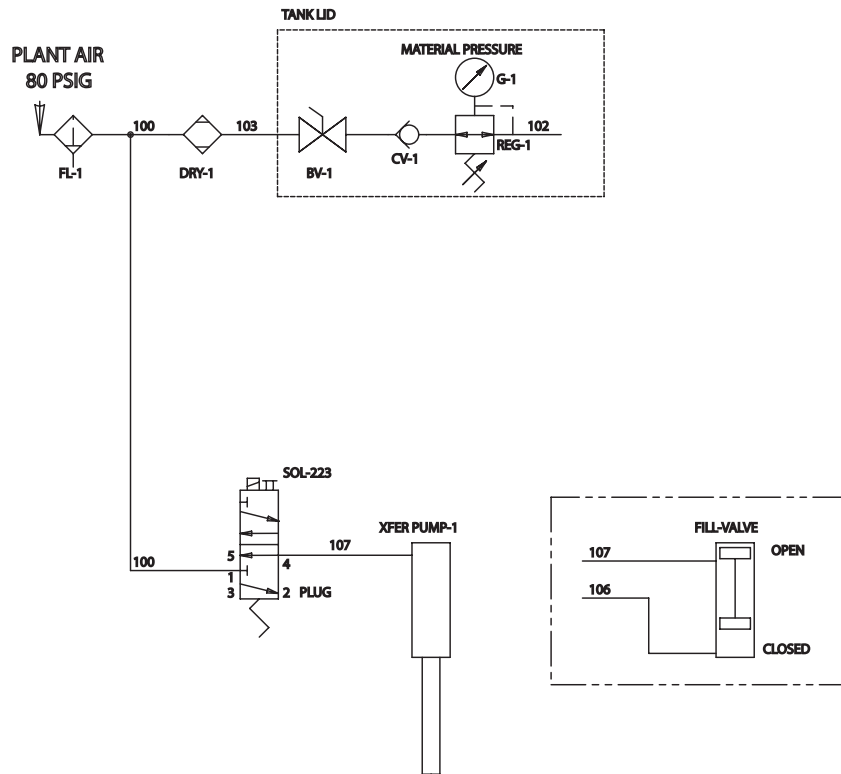 TANK LID
PLANT AIR
80 PSIG
MATERIAL PRESSURE
G-1
100
103
102
FL-1
DRY-1
BV-1
CV-1
REG-1
SOL-223
XFER PUMP-1
FILL-VALVE
5
4
107
107
OPEN
100
1
3
2 PLUG
106
CLOSED